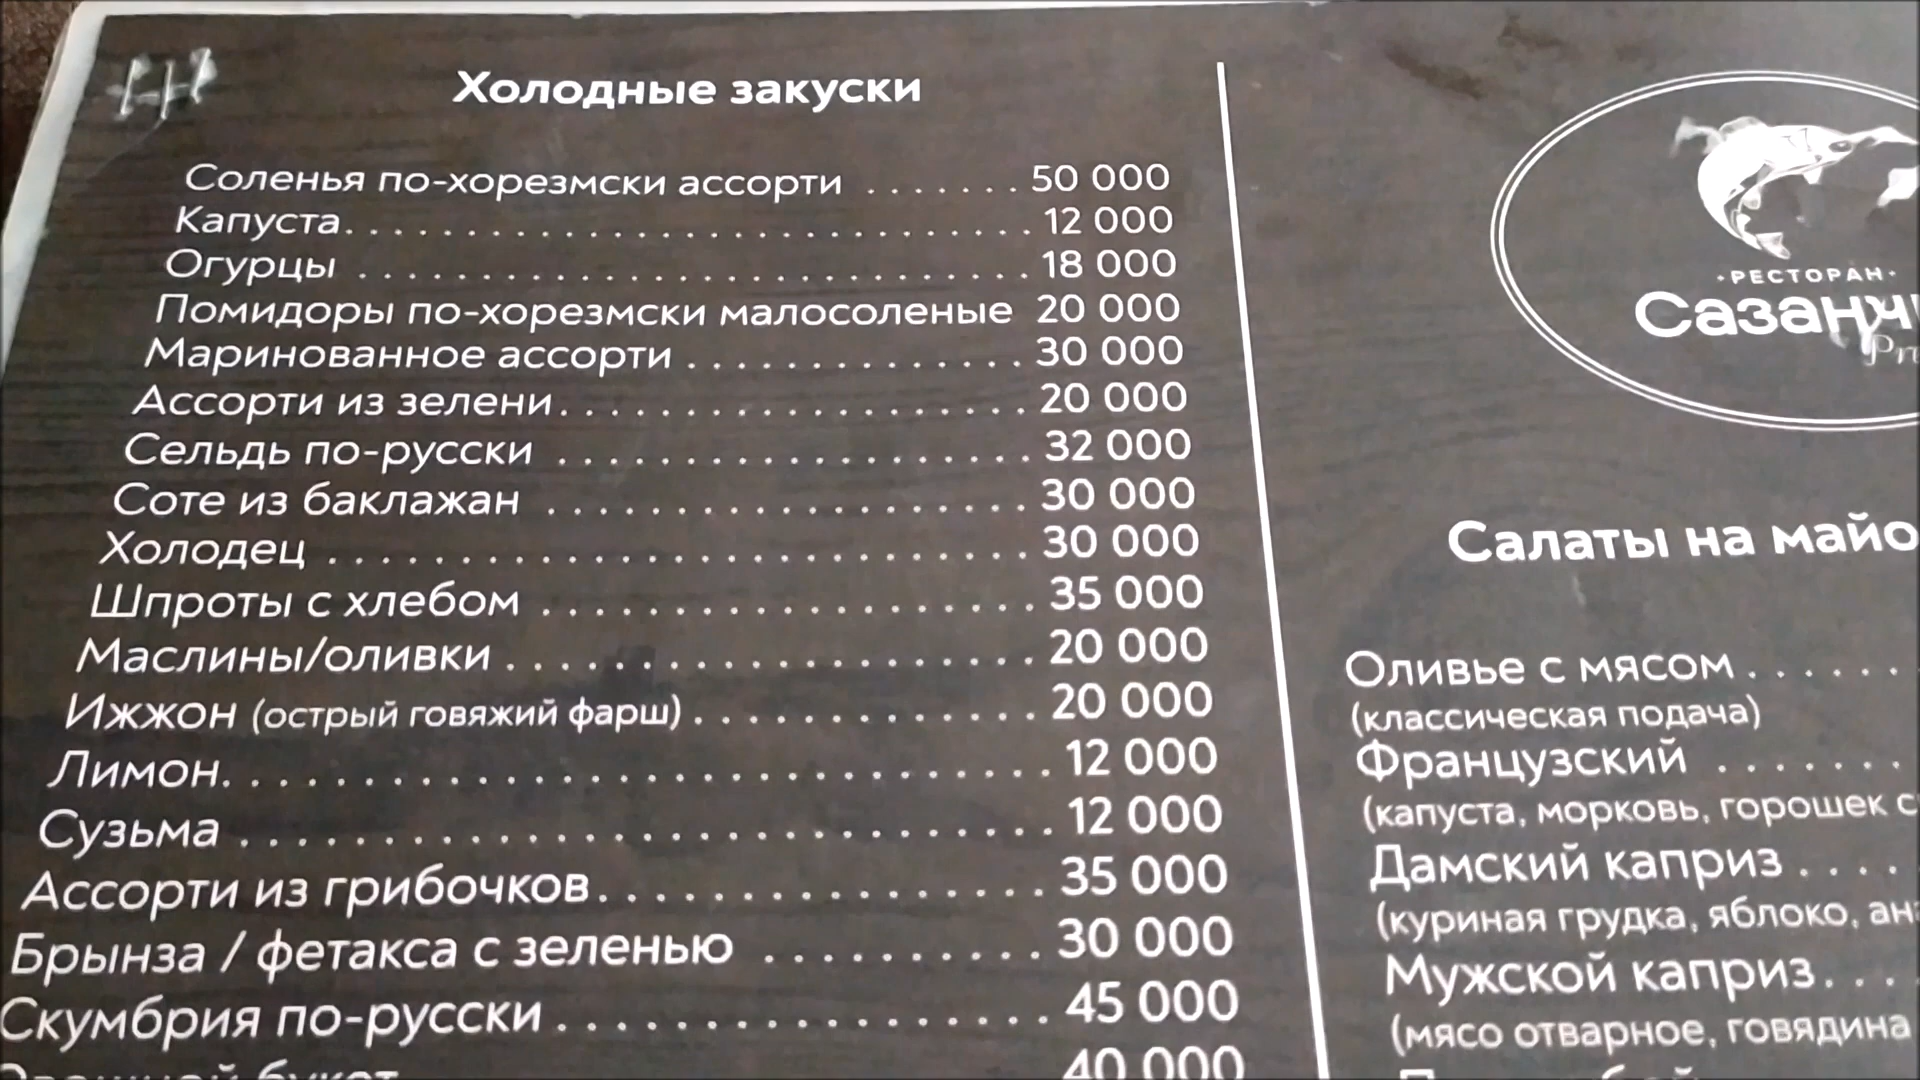 Холодные закуски
Соленья по-хорезмски ассорти ....... 50 000
Капуста............................. 12 000
Огурцы ............................ 18 000
Помидоры по-хорезмски малосоленые 20 000
Маринованное ассорти ............. 30 000
Ассорти из зелени.................. 20 000
Сельдь по-русски .................. 32 000
Соте из баклажан .................. 30 000
Холодец ........................... 30 000
Шпроты с хлебом ................... 35 000
Маслины/оливки .................... 20 000
Ижжон (острый говяжий фарш) ............. 20 000
Лимон............................. 12 000
Сузьма ............................ 12 000
Ассорти из грибочков................ 35 000
Брынза / фетакса с зеленью .......... 30 000
Скумбрия по-русски ................. 45 000
букет 40 000
·РЕСТОРАН·
Салаты на
Оливье с мясом ......
(классическая подача)
Французский .......
(капуста, морковь, горошек
Дамский каприз ....
(куриная грудка, яблоко,
Мужской каприз....
(мясо отварное, говядина